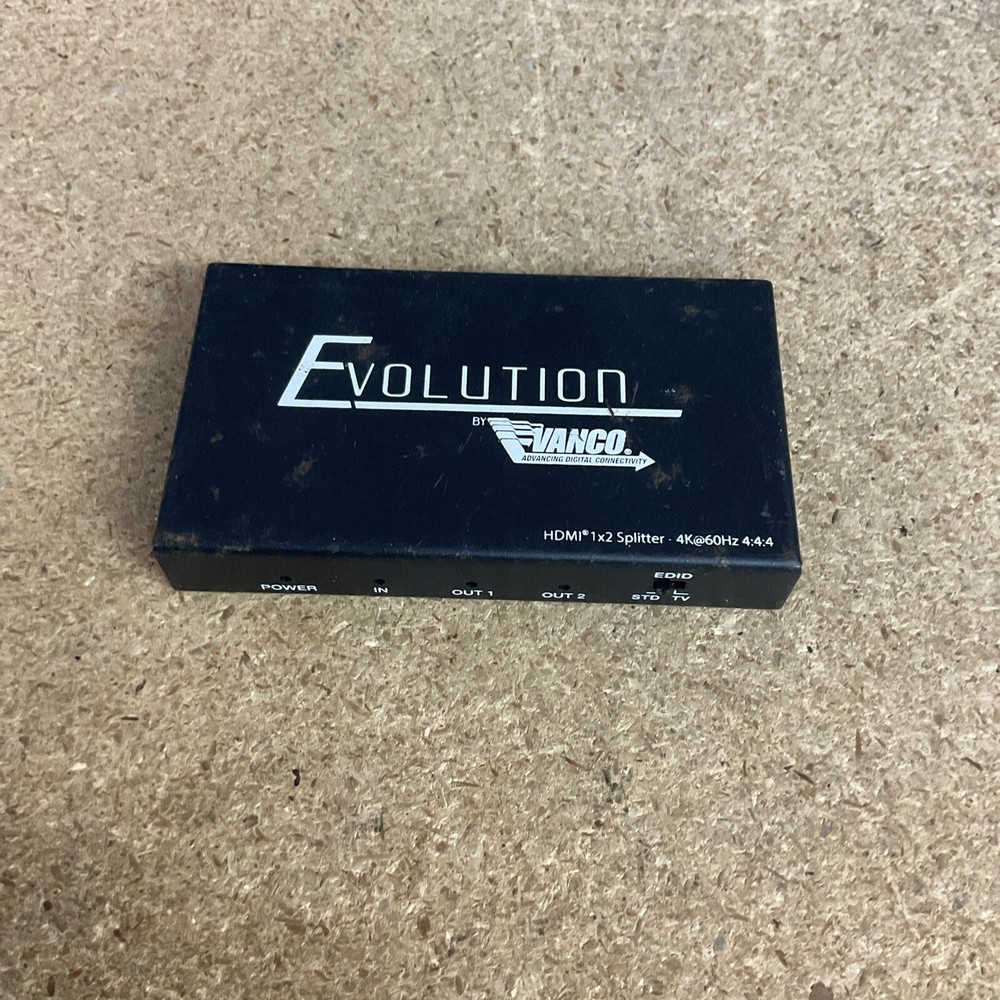 EVOLUTION
BY VANCO®
ADVANCING DIGITAL CONNECTIVITY
HDMI® 1x2 Splitter · 4K@60Hz 4:4:4
EDID
POWER IN OUT 1 OUT 2 STD TV